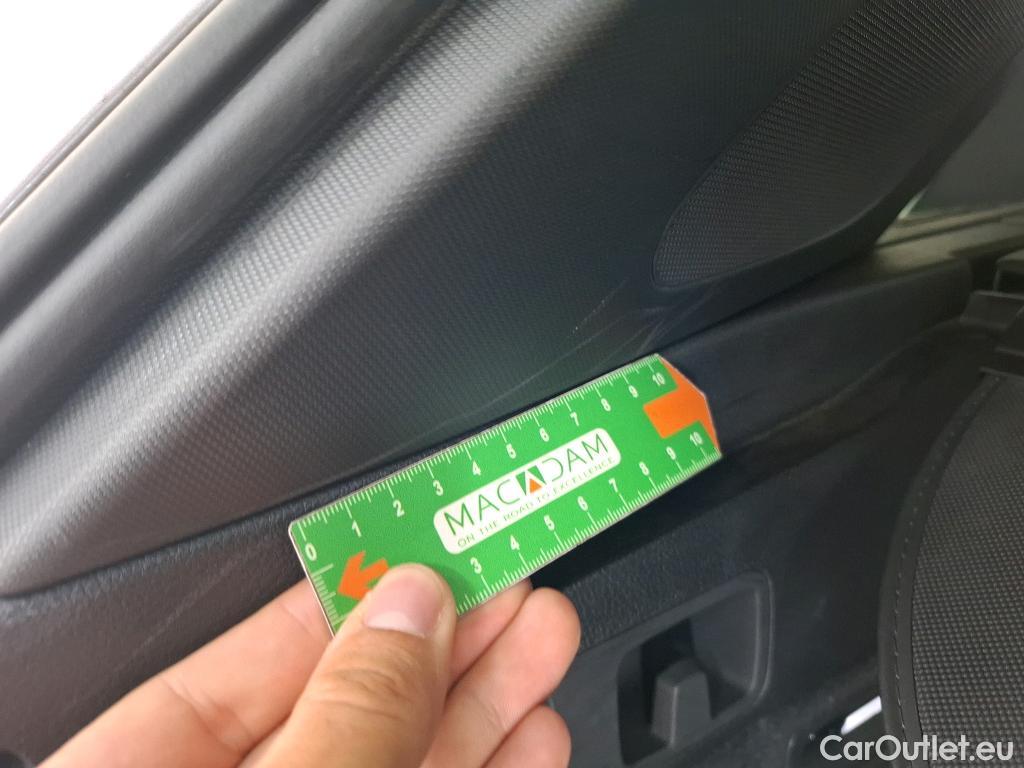 0 1 2 3 4 5 6 7 8 9 10
MACADAM
ON THE ROAD TO EXCELLENCE
3 4 5 6 7 8 9 10
CarOutlet.eu